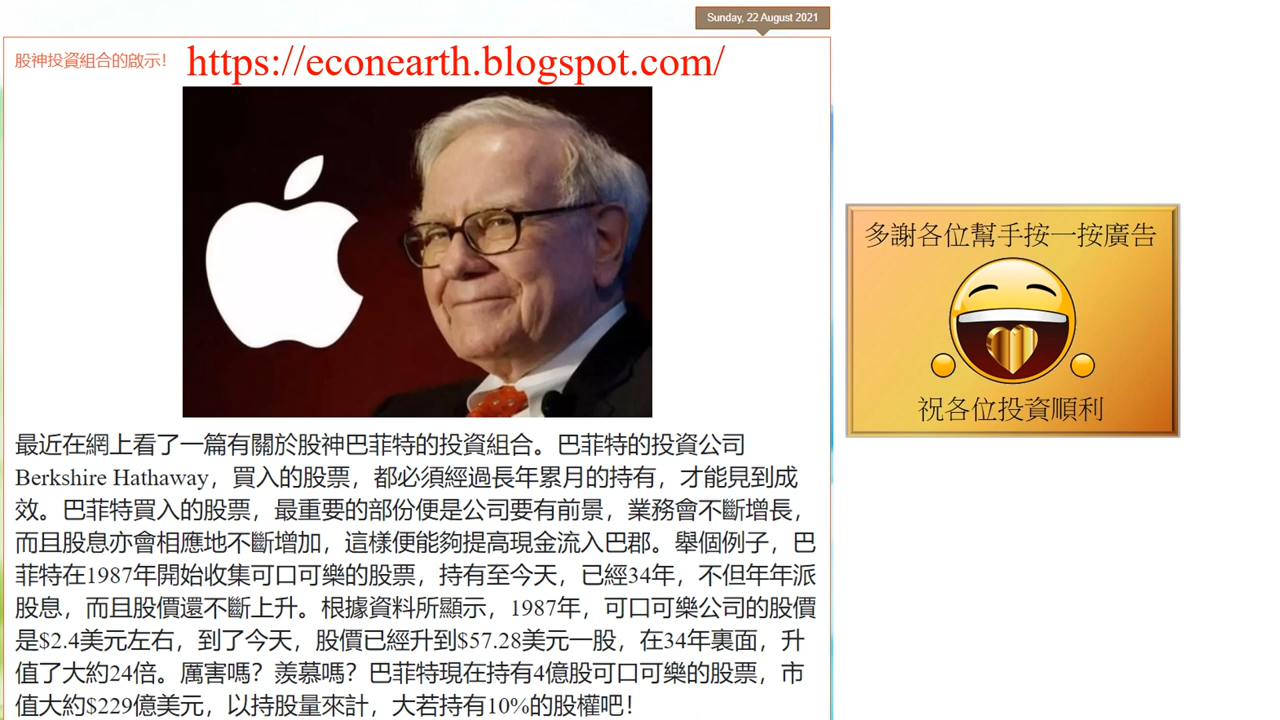 Sunday, 22 August 2021
股神投資組合的啟示!
https://econearth.blogspot.com/
最近在網上看了一篇有關於股神巴菲特的投資組合。巴菲特的投資公司
Berkshire Hathaway，買入的股票，都必須經過長年累月的持有，才能見到成
效。巴菲特買入的股票，最重要的部份便是公司要有前景，業務會不斷增長，
而且股息亦會相應地不斷增加，這樣便能夠提高現金流入巴郡。舉個例子，巴
菲特在1987年開始收集可口可樂的股票，持有至今天，已經34年，不但年年派
股息，而且股價還不斷上升。根據資料所顯示，1987年，可口可樂公司的股價
是$2.4美元左右，到了今天，股價已經升到$57.28美元一股，在34年裏面，升
值了大約24倍。厲害嗎？羨慕嗎？巴菲特現在持有4億股可口可樂的股票，市
值大約$229億美元，以持股量來計，大若持有10%的股權吧！
多謝各位幫手按一按廣告
祝各位投資順利